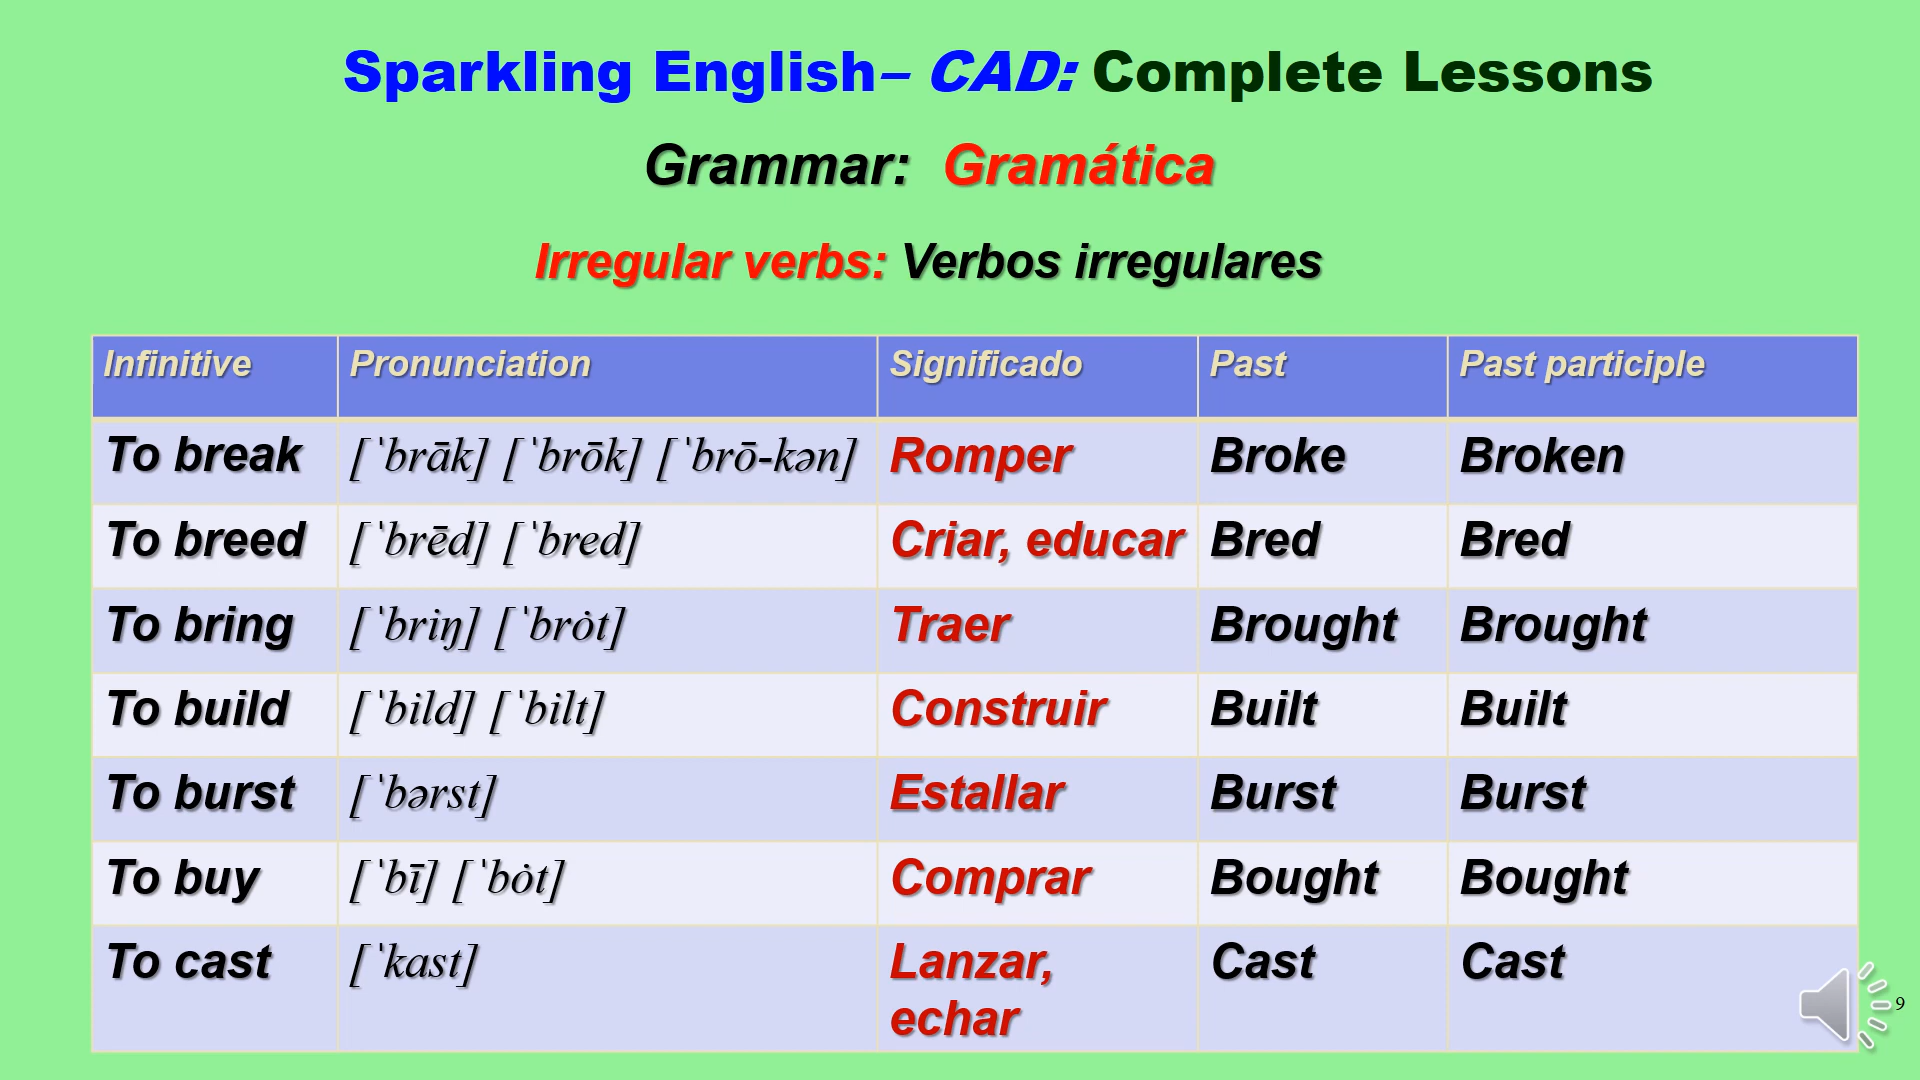 Sparkling English– CAD: Complete Lessons
Grammar: Gramática
Irregular verbs: Verbos irregulares
Infinitive Pronunciation Significado Past Past participle
To break [ˈbrāk] [ˈbrōk] [ˈbrō-kən] Romper Broke Broken
To breed [ˈbrēd] [ˈbred] Criar, educar Bred Bred
To bring [ˈbriŋ] [ˈbrȯt] Traer Brought Brought
To build [ˈbild] [ˈbilt] Construir Built Built
To burst [ˈbərst] Estallar Burst Burst
To buy [ˈbī] [ˈbȯt] Comprar Bought Bought
To cast [ˈkast] Lanzar, Cast Cast
echar
9